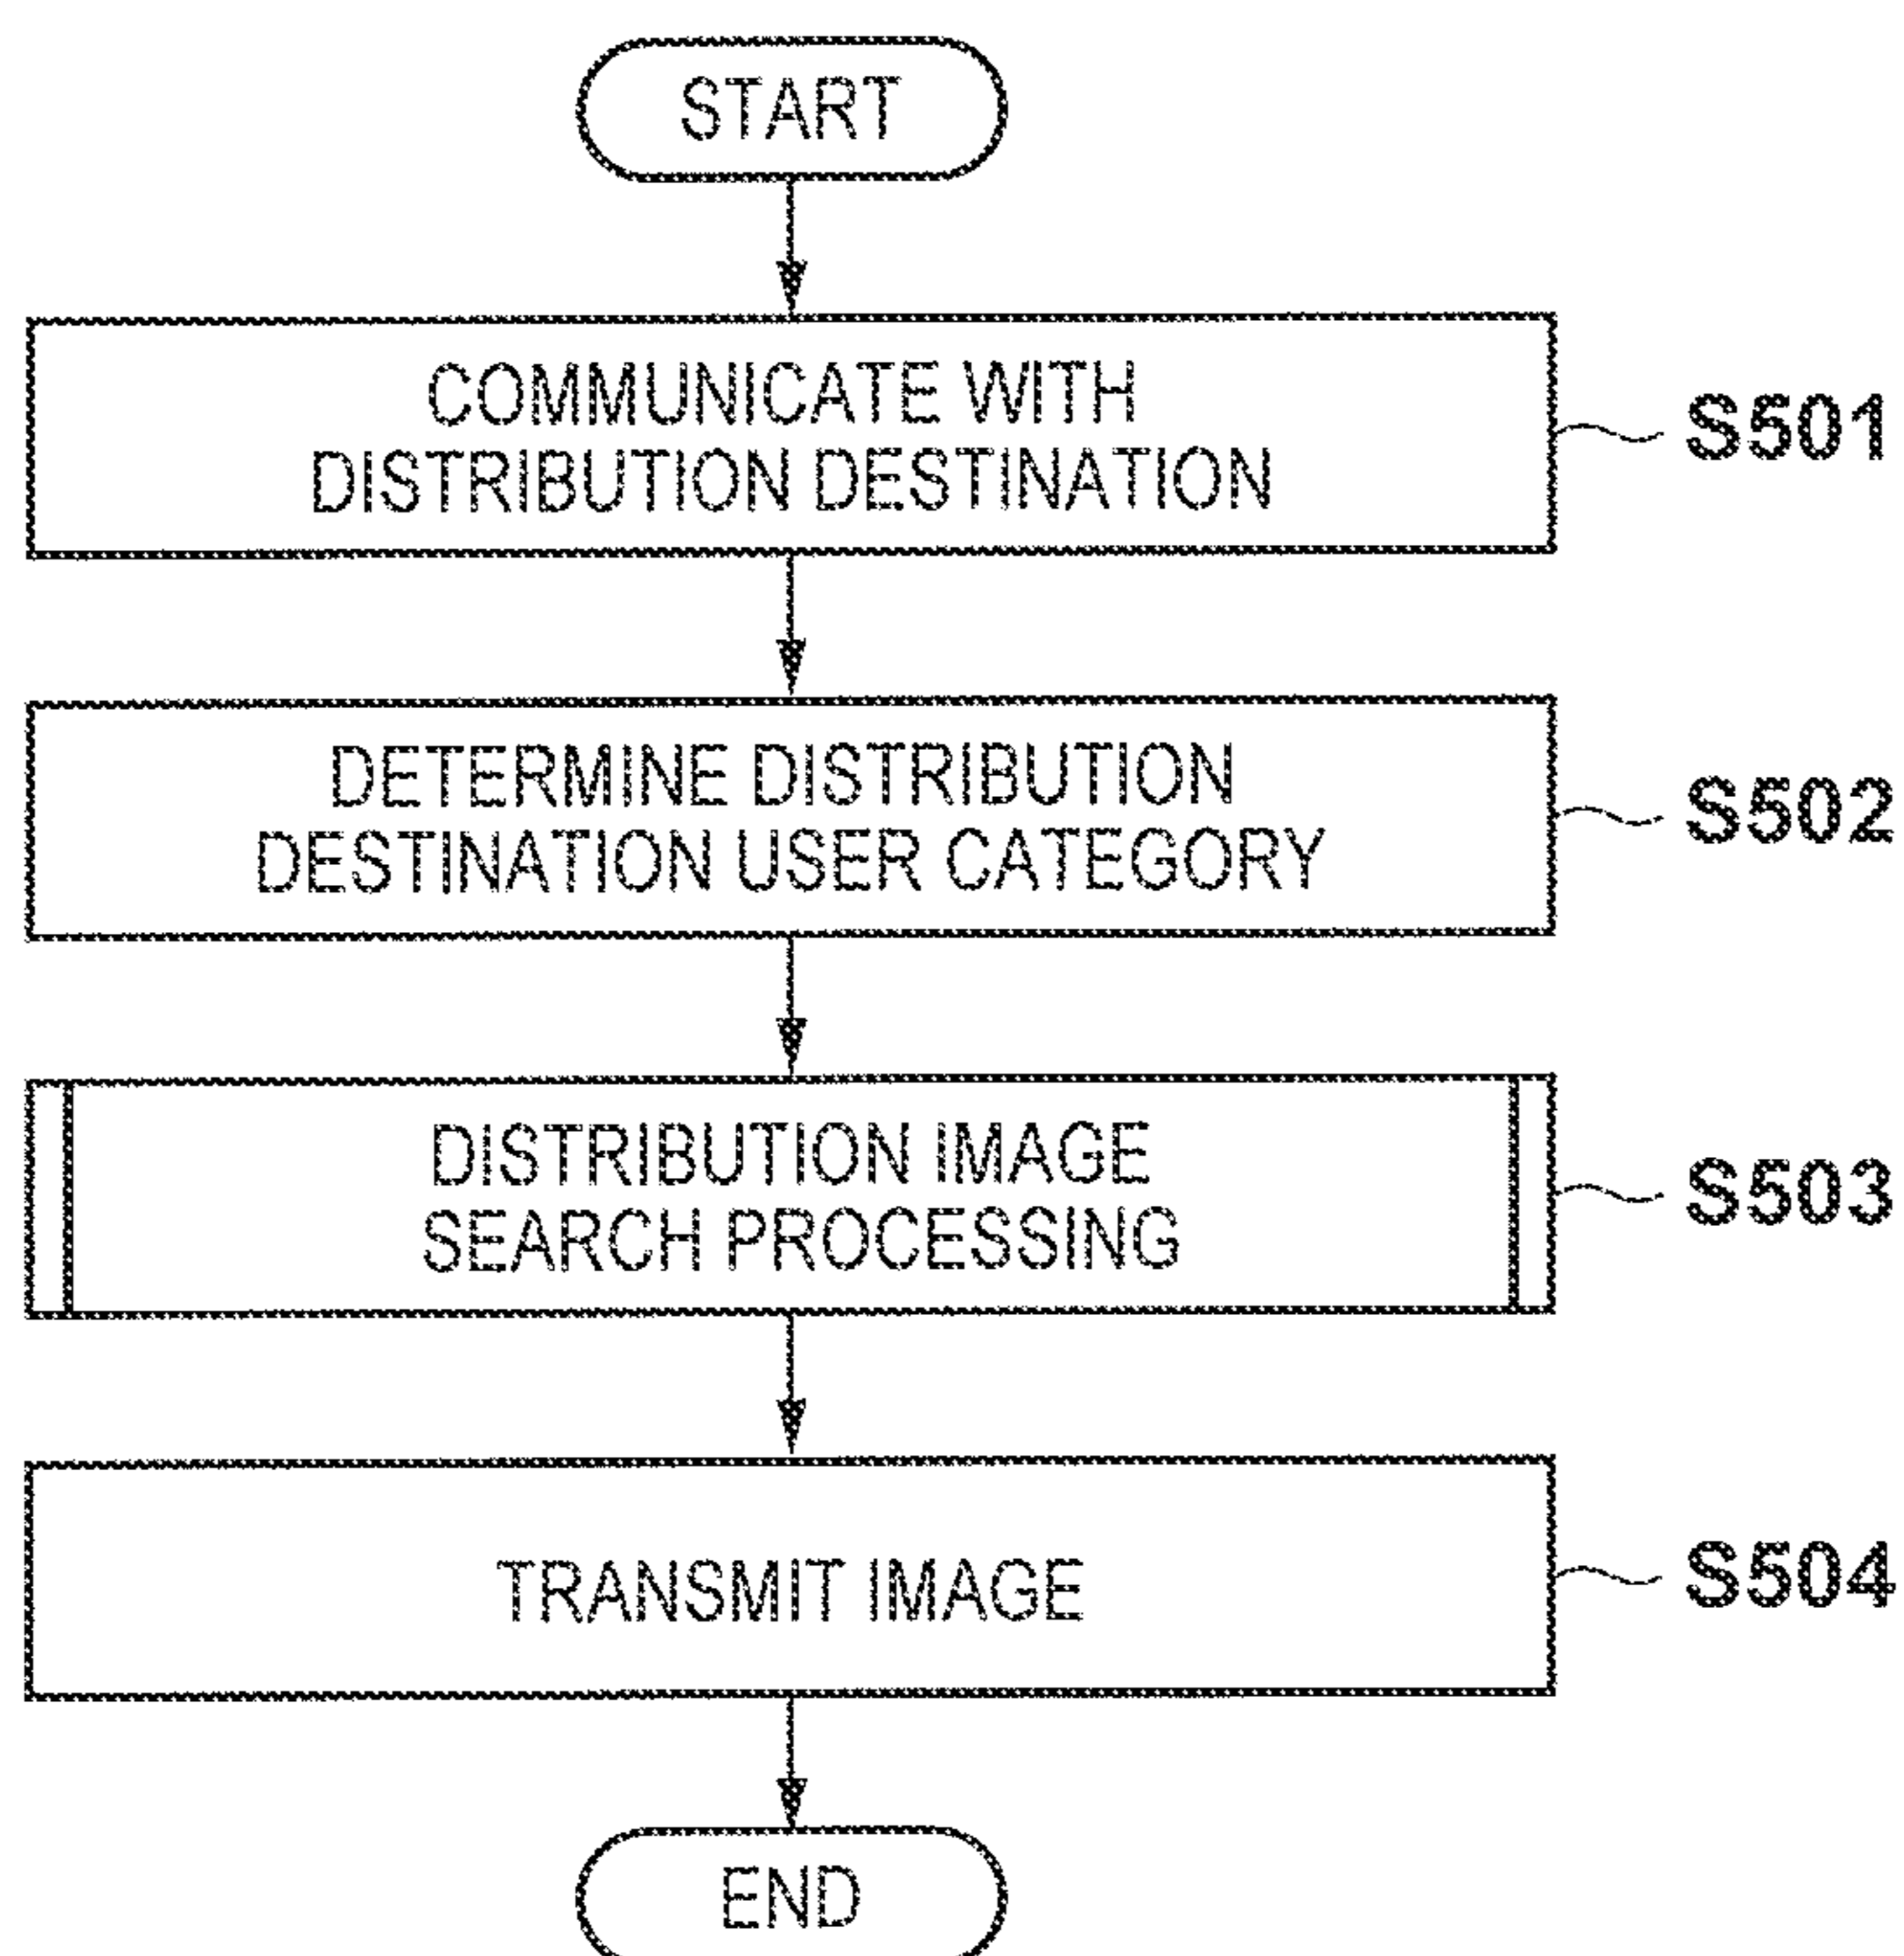 START
COMMUNICATE WITH
DISTRIBUTION DESTINATION
S501
DETERMINE DISTRIBUTION
DESTINATION USER CATEGORY
S502
DISTRIBUTION IMAGE
SEARCH PROCESSING
S503
TRANSMIT IMAGE
S504
END